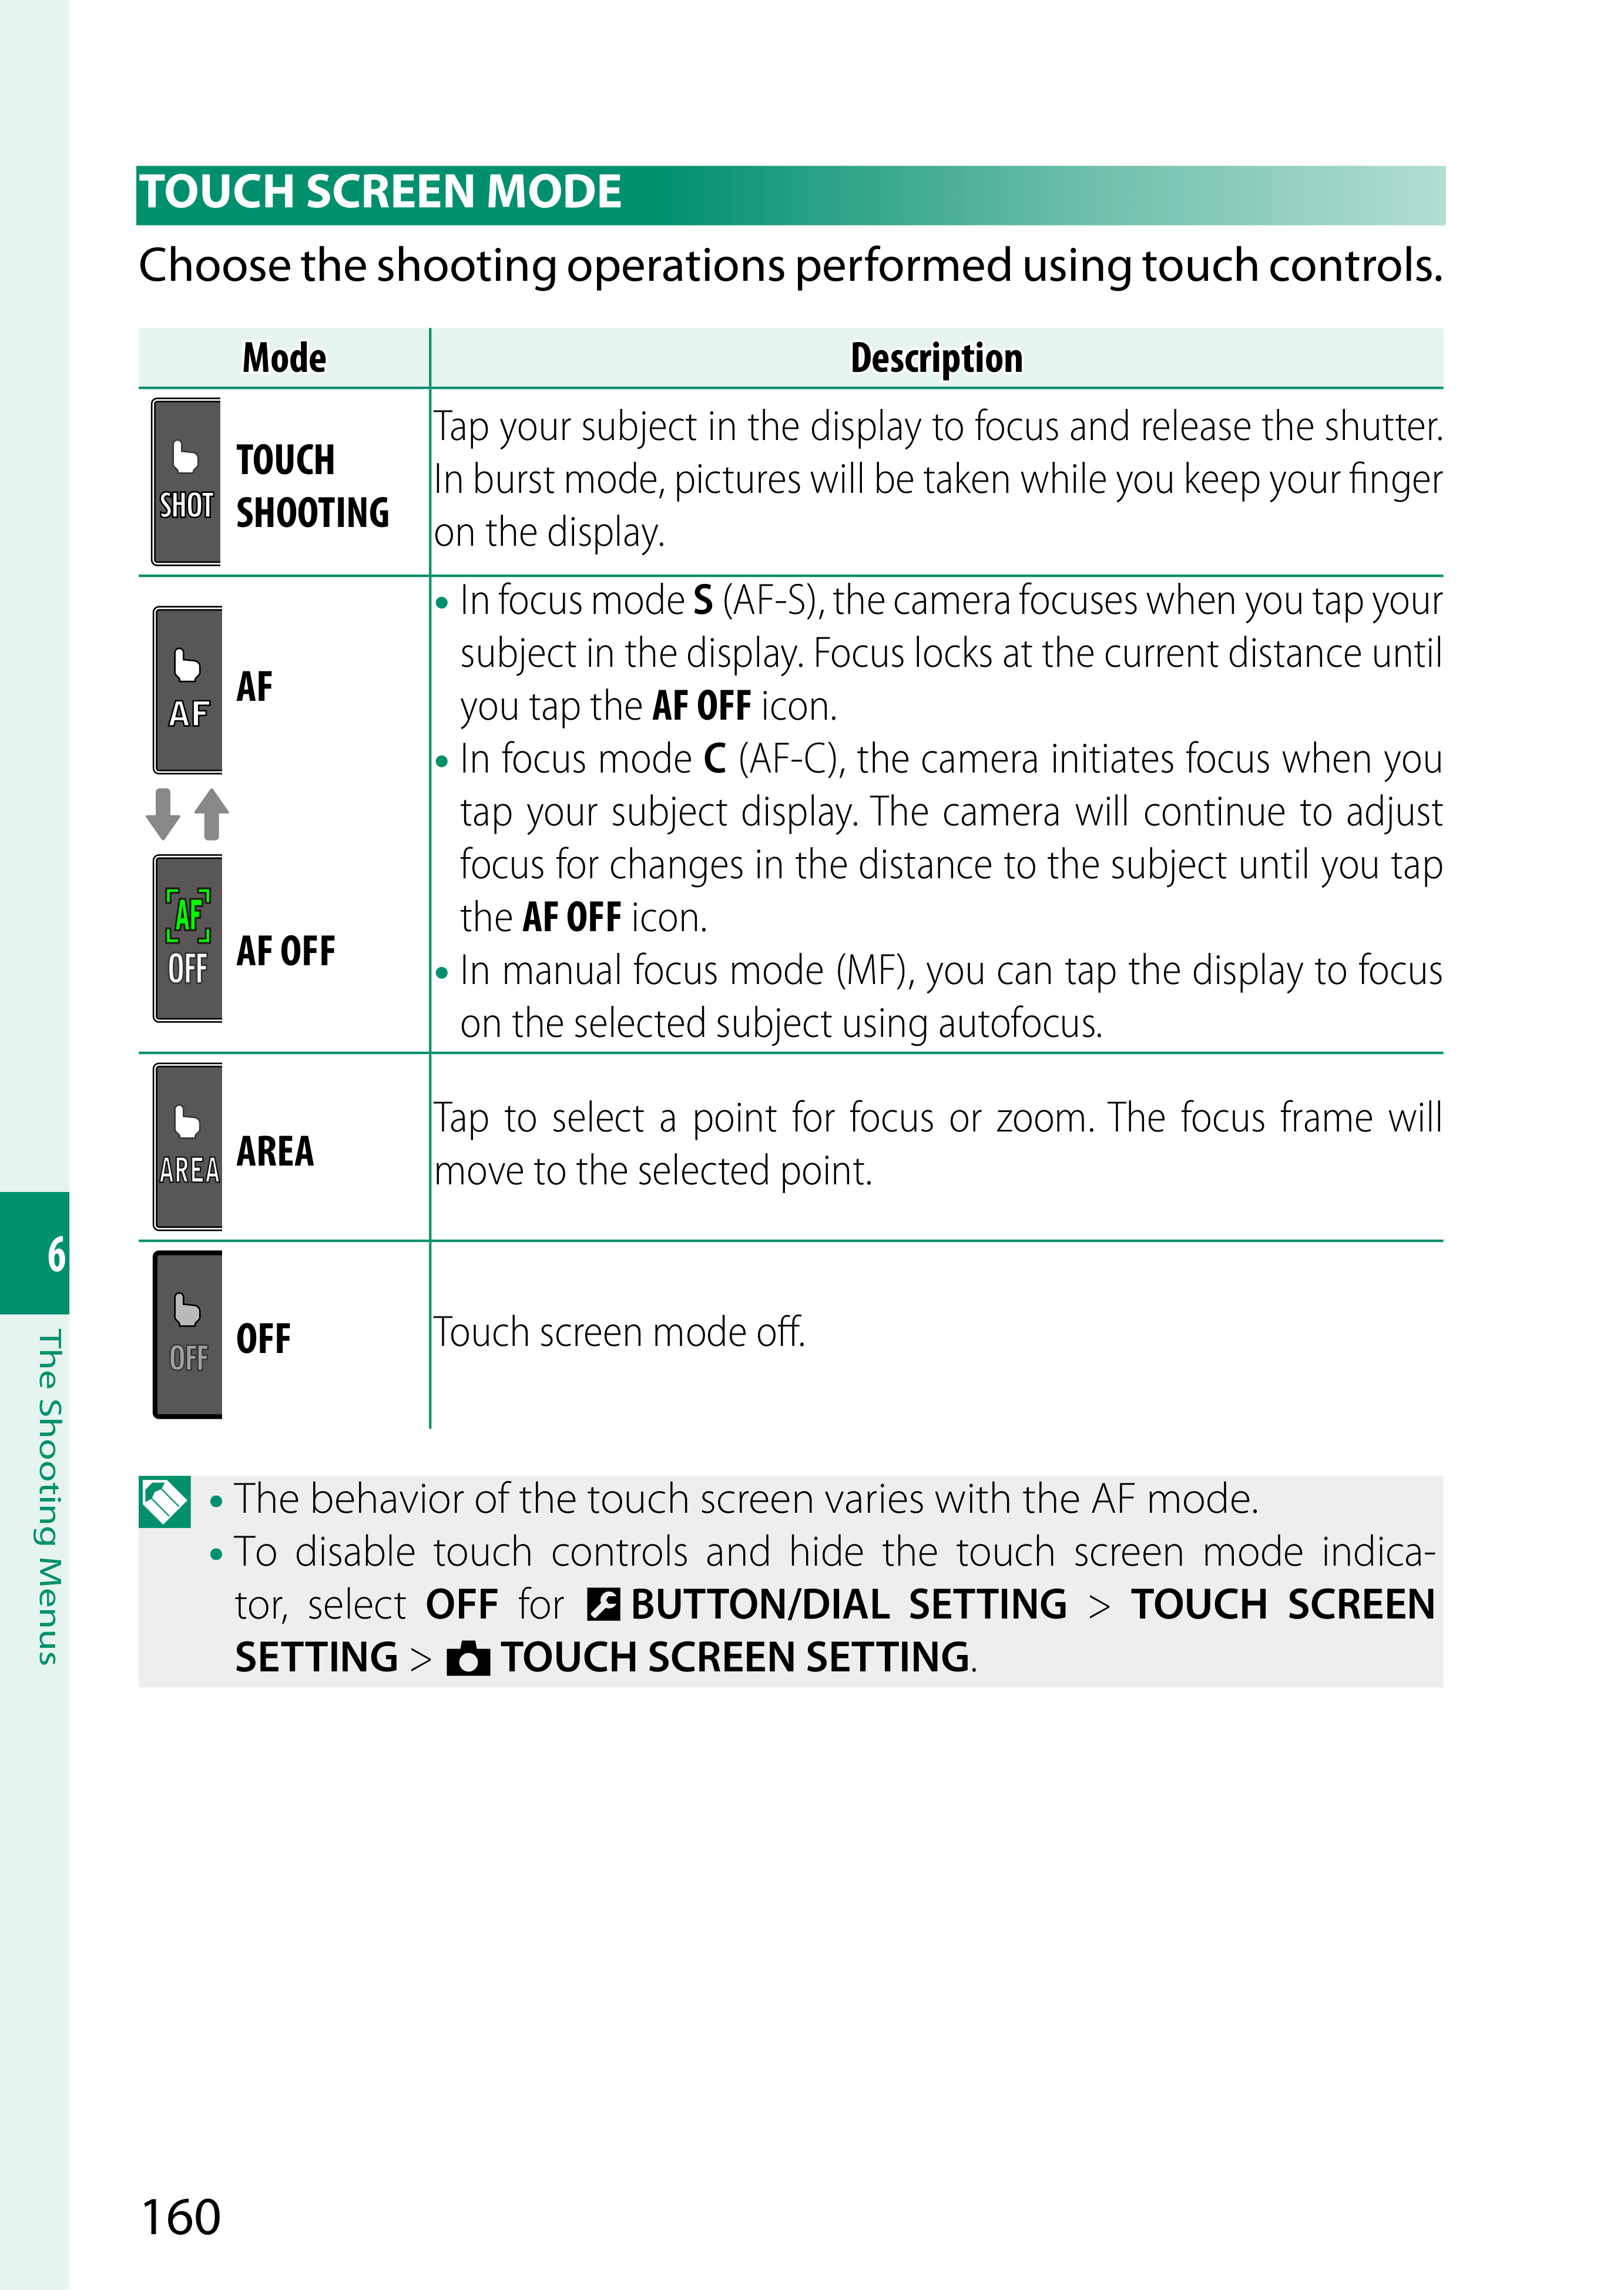 TOUCH SCREEN MODE
Choose the shooting operations performed using touch controls.
Mode
Description
SHOT
TOUCH
SHOOTING
Tap your subject in the display to focus and release the shutter.
In burst mode, pictures will be taken while you keep your finger
on the display.
AF
AF
AF
OFF
AF OFF
• In focus mode S (AF-S), the camera focuses when you tap your
subject in the display. Focus locks at the current distance until
you tap the AF OFF icon.
• In focus mode C (AF-C), the camera initiates focus when you
tap your subject display. The camera will continue to adjust
focus for changes in the distance to the subject until you tap
the AF OFF icon.
• In manual focus mode (MF), you can tap the display to focus
on the selected subject using autofocus.
AREA
AREA
Tap to select a point for focus or zoom. The focus frame will
move to the selected point.
OFF
OFF
Touch screen mode off.
• The behavior of the touch screen varies with the AF mode.
• To disable touch controls and hide the touch screen mode indica-
tor, select OFF for BUTTON/DIAL SETTING > TOUCH SCREEN
SETTING > TOUCH SCREEN SETTING.
6
The Shooting Menus
160